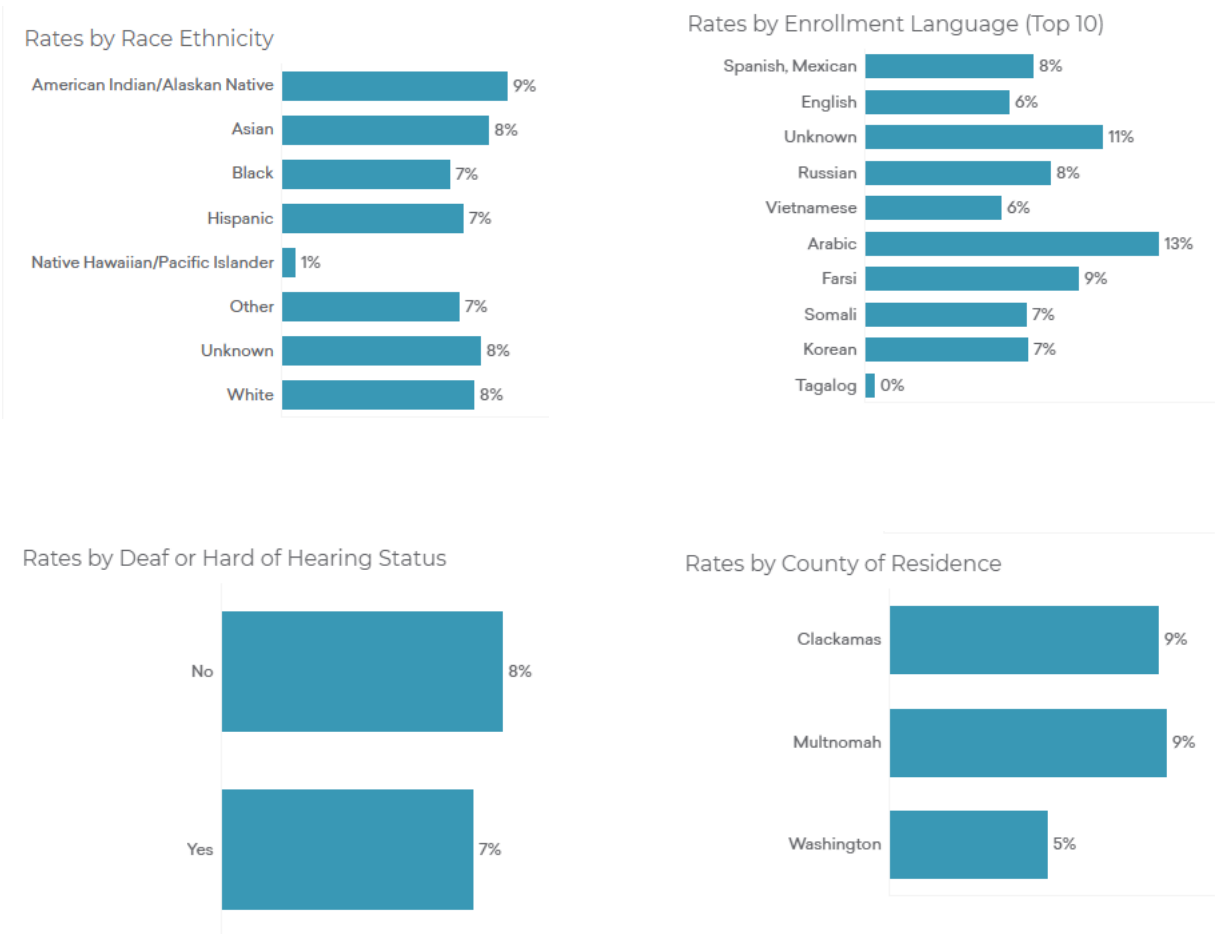 Rates by Race Ethnicity
American Indian/Alaskan Native 9%
Asian 8%
Black 7%
Hispanic 7%
Native Hawaiian/Pacific Islander 1%
Other 7%
Unknown 8%
White 8%
Rates by Enrollment Language (Top 10)
Spanish, Mexican 8%
English 6%
Unknown 11%
Russian 8%
Vietnamese 6%
Arabic 13%
Farsi 9%
Somali 7%
Korean 7%
Tagalog 0%
Rates by Deaf or Hard of Hearing Status
No 8%
Yes 7%
Rates by County of Residence
Clackamas 9%
Multnomah 9%
Washington 5%